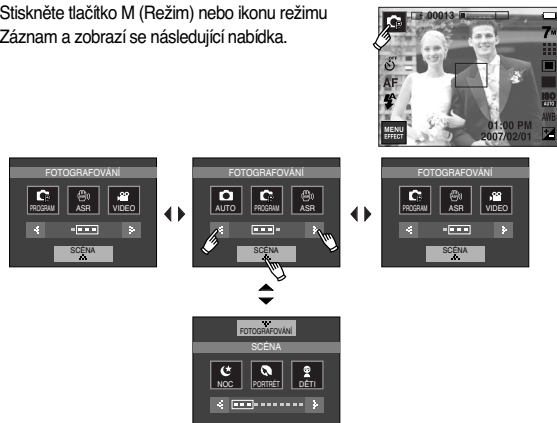 Stiskněte tlačítko M (Režim) nebo ikonu režimu
Záznam a zobrazí se následující nabídka.
00013
7M
AF
ISO
AUTO
AWB
MENU
EFFECT
01:00 PM
2007/02/01
FOTOGRAFOVÁNÍ
PROGRAM ASR VIDEO
SCÉNA
FOTOGRAFOVÁNÍ
AUTO PROGRAM ASR
SCÉNA
FOTOGRAFOVÁNÍ
PROGRAM ASR VIDEO
SCÉNA
FOTOGRAFOVÁNÍ
SCÉNA
NOC PORTRÉT DĚTI